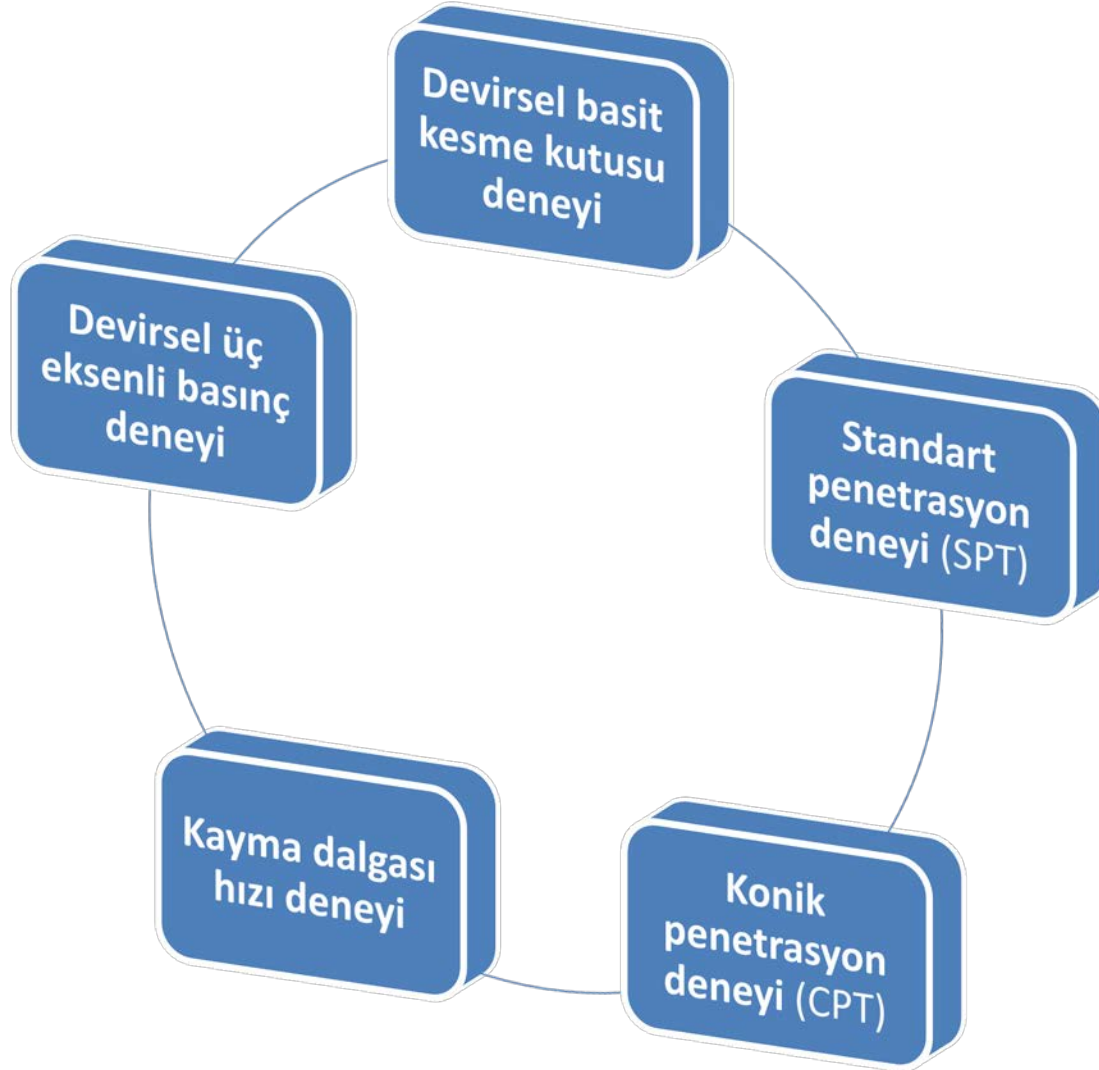 Devirsel basit
kesme kutusu
deneyi
Standart
penetrasyon
deneyi (SPT)
Konik
penetrasyon
deneyi (CPT)
Kayma dalgası
hızı deneyi
Devirsel üç
eksenli basınç
deneyi